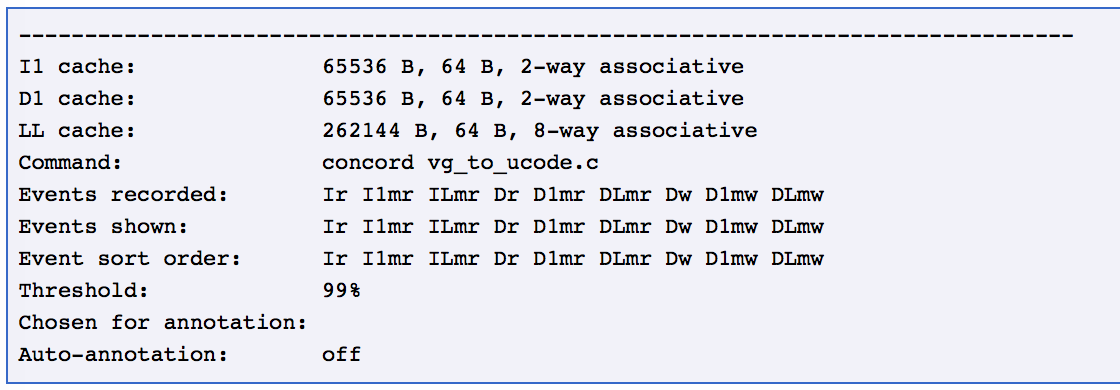 --------------------------------------------------------------------------------
I1 cache:              65536 B, 64 B, 2-way associative
D1 cache:              65536 B, 64 B, 2-way associative
LL cache:              262144 B, 64 B, 8-way associative
Command:               concord vg_to_ucode.c
Events recorded:       Ir I1mr ILmr Dr D1mr DLmr Dw D1mw DLmw
Events shown:          Ir I1mr ILmr Dr D1mr DLmr Dw D1mw DLmw
Event sort order:      Ir I1mr ILmr Dr D1mr DLmr Dw D1mw DLmw
Threshold:             99%
Chosen for annotation:
Auto-annotation:       off